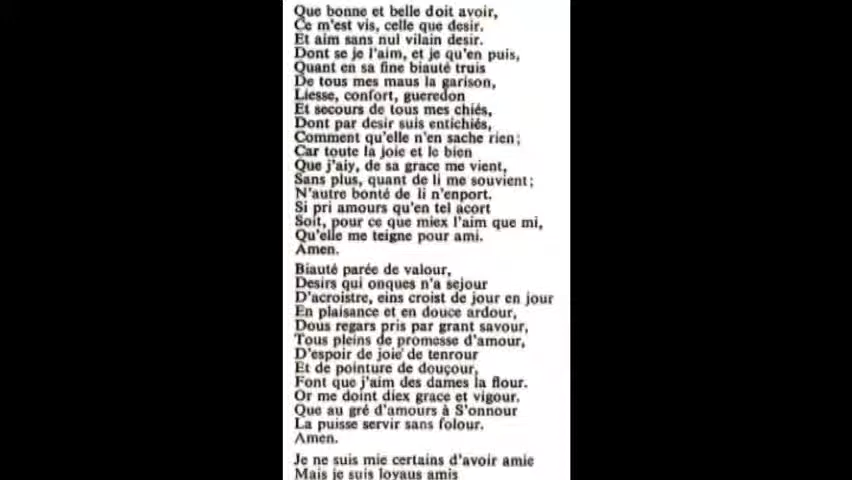 Que bonne et belle doit avoir,
Ce m'est vis, celle que desir.
Et aim sans nul vilain desir.
Dont se je l'aim, et je qu'en puis,
Quant en sa fine biauté truis
De tous mes maus la garison,
Liesse, confort, gueredon
Et secours de tous mes chiés,
Dont par desir suis entichiés,
Comment qu'elle n'en sache rien;
Car toute la joie et le bien
Que j'aiy, de sa grace me vient,
Sans plus, quant de li me souvient;
N'autre bonté de li n'enport.
Si pri amours qu'en tel acort
Soit, pour ce que miex l'aim que mi,
Qu'elle me teigne pour ami.
Amen.
Biauté parée de valour,
Desirs qui onques n'a sejour
D'acroistre, eins croist de jour en jour
En plaisance et en douce ardour,
Dous regars pris par grant savour,
Tous pleins de promesse d'amour,
D'espoir de joie de tenrour
Et de pointure de douçour,
Font que j'aim des dames la flour.
Or me doint diex grace et vigour.
Que au gré d'amours à S'onnour
La puisse servir sans folour.
Amen.
Je ne suis mie certains d'avoir amie
Mais je suis loyaus amis